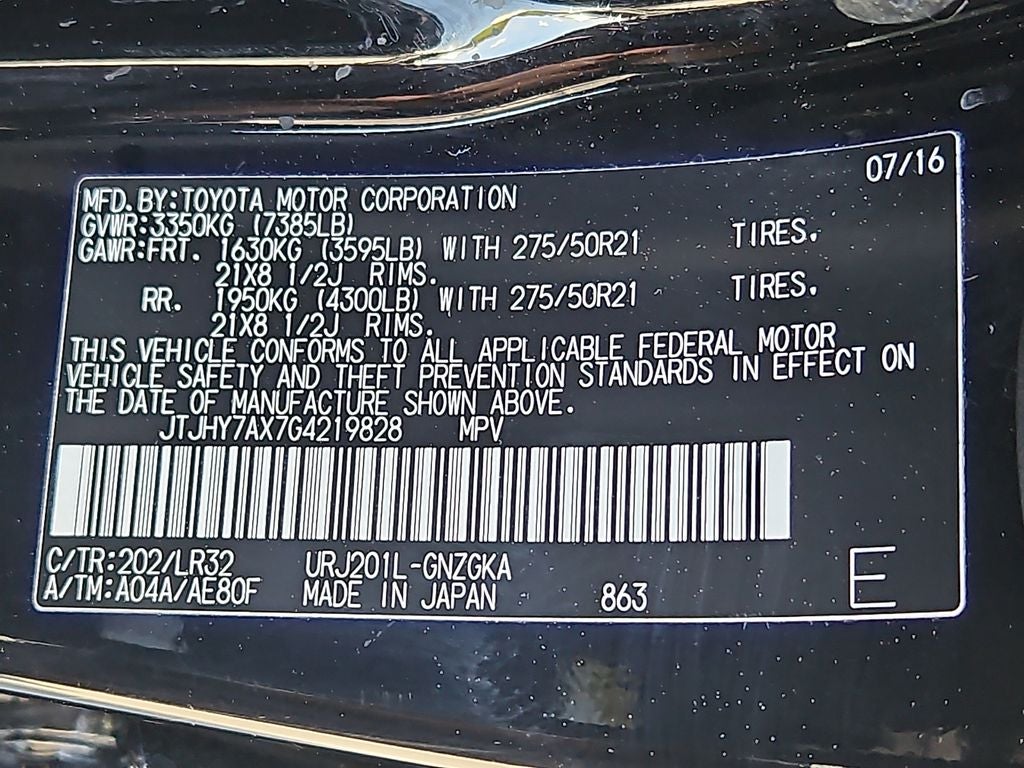 07/16
MFD. BY:TOYOTA MOTOR CORPORATION
GVWR:3350KG (7385LB)
GAWR:FRT. 1630KG (3595LB) WITH 275/50R21 TIRES.
21X8 1/2J RIMS.
RR. 1950KG (4300LB) WITH 275/50R21 TIRES.
21X8 1/2J RIMS.
THIS VEHICLE CONFORMS TO ALL APPLICABLE FEDERAL MOTOR
VEHICLE SAFETY AND THEFT PREVENTION STANDARDS IN EFFECT ON
THE DATE OF MANUFACTURE SHOWN ABOVE.
JTJHY7AX7G4219828 MPV
C/TR:202/LR32 URJ201L-GNZGKA
A/TM:A04A/AE80F MADE IN JAPAN 863 E